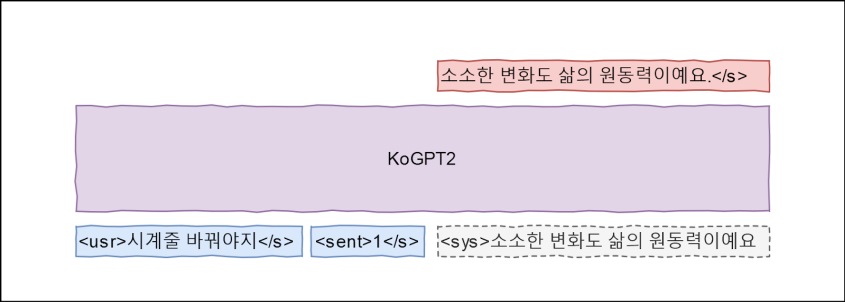 소소한 변화도 삶의 원동력이예요.</s>
KoGPT2
<usr>시계줄 바꿔야지</s> <sent>1</s> <sys>소소한 변화도 삶의 원동력이예요